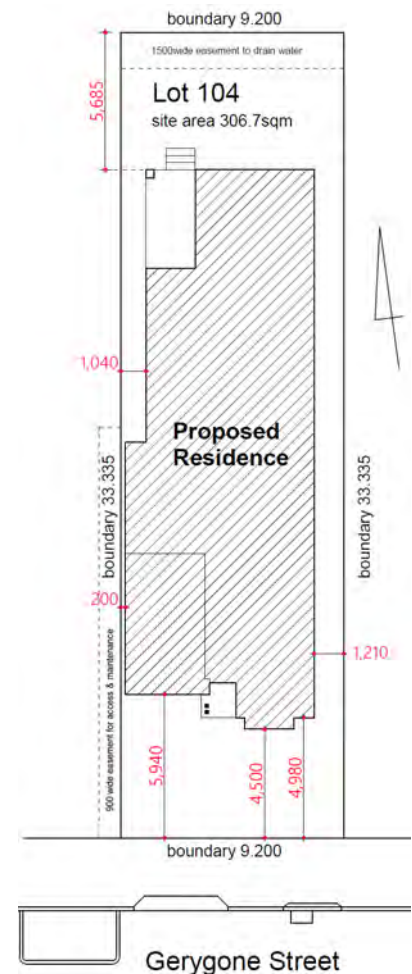 boundary 9.200
1500wide easement to drain water
Lot 104
site area 306.7sqm
5,685
1,040
Proposed
Residence
boundary 33.335
boundary 33.335
200
1,210
900 wide easement for access & maintenance
5,940
4,500
4,980
boundary 9.200
Gerygone Street